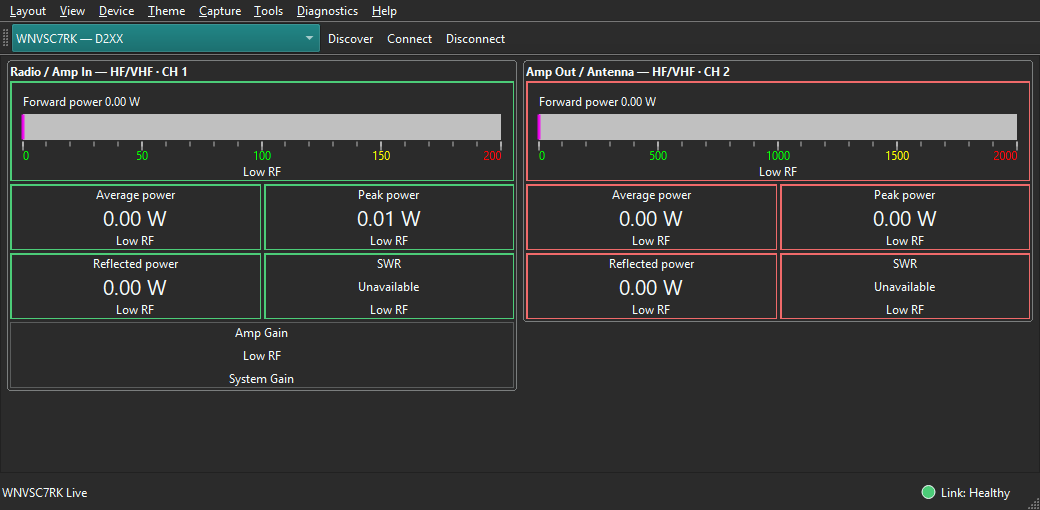 Layout View Device Theme Capture Tools Diagnostics Help
WNVSC7RK — D2XX Discover Connect Disconnect
Radio / Amp In — HF/VHF · CH 1
Forward power 0.00 W
0 50 100 150 200
Low RF
Average power
0.00 W
Low RF
Peak power
0.01 W
Low RF
Reflected power
0.00 W
Low RF
SWR
Unavailable
Low RF
Amp Gain
Low RF
System Gain
Amp Out / Antenna — HF/VHF · CH 2
Forward power 0.00 W
0 500 1000 1500 2000
Low RF
Average power
0.00 W
Low RF
Peak power
0.00 W
Low RF
Reflected power
0.00 W
Low RF
SWR
Unavailable
Low RF
WNVSC7RK Live
Link: Healthy